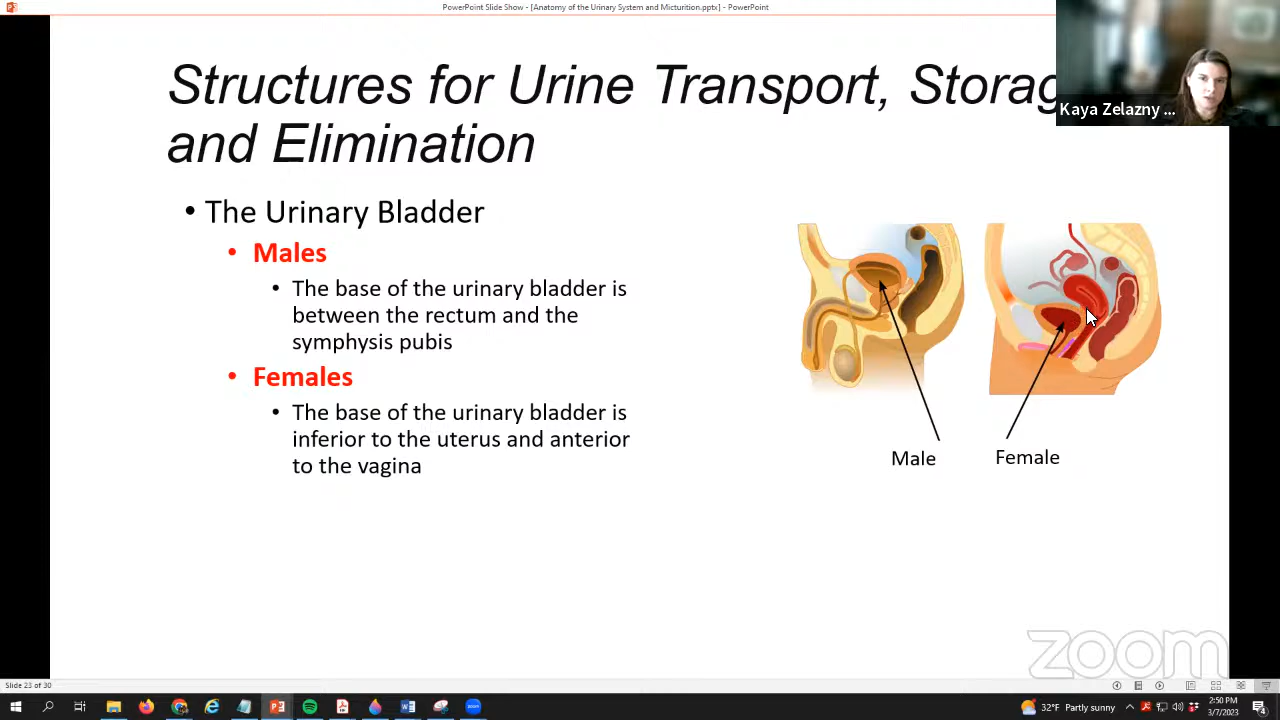 PowerPoint Slide Show - [Anatomy of the Urinary System and Micturition.pptx] - PowerPoint
Structures for Urine Transport, Storag
and Elimination
Kaya Zelazny ...
• The Urinary Bladder
• Males
• The base of the urinary bladder is
between the rectum and the
symphysis pubis
• Females
• The base of the urinary bladder is
inferior to the uterus and anterior
to the vagina
Male
Female
zoom
Slide 23 of 30
32°F Partly sunny
2:50 PM
3/7/2023